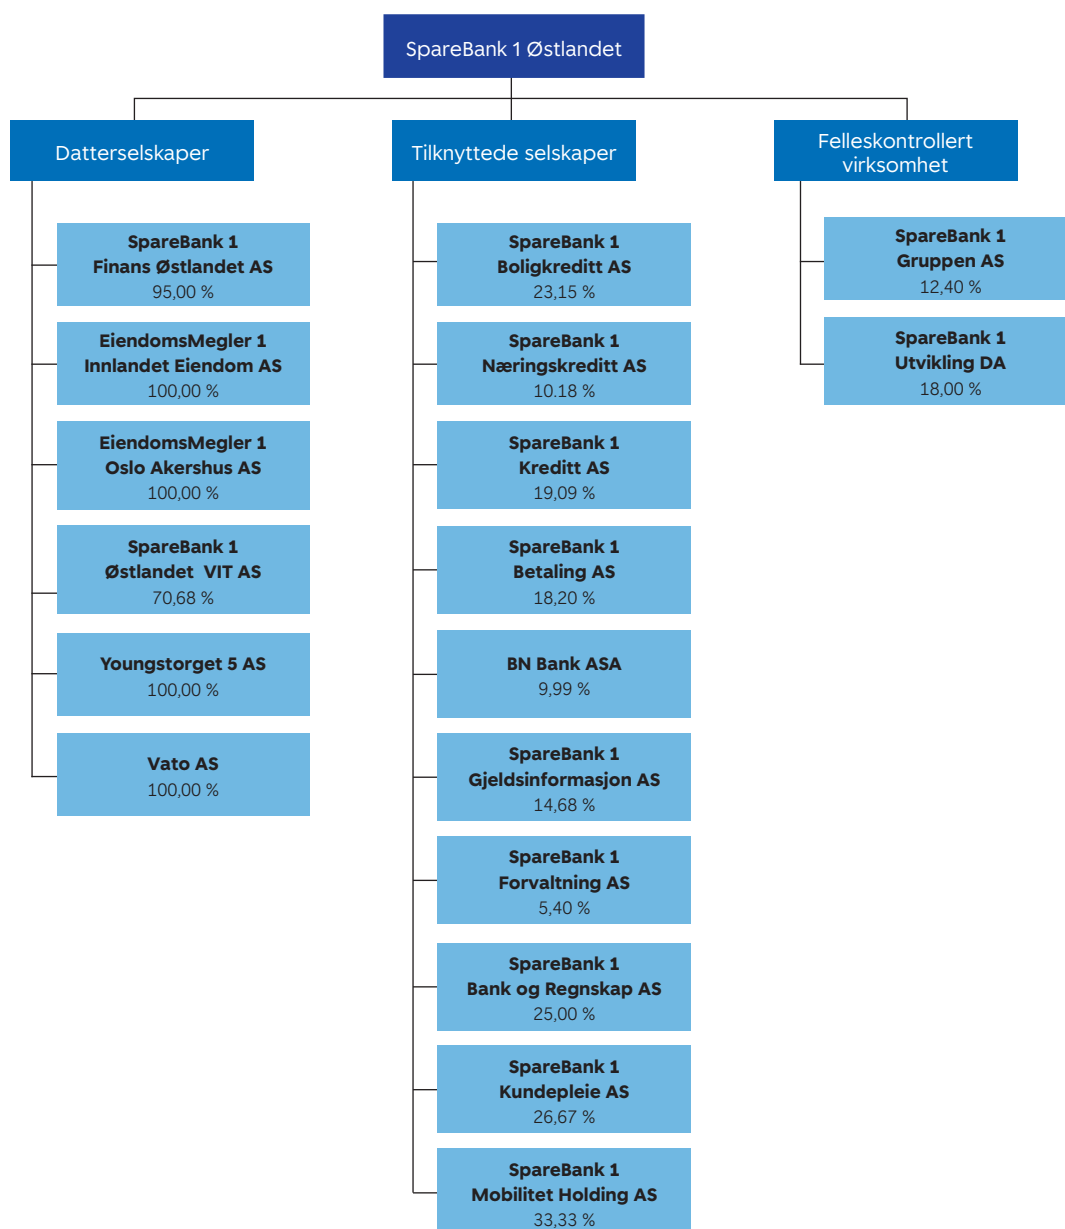 SpareBank 1 Østlandet
Datterselskaper
SpareBank 1
Finans Østlandet AS
95,00 %
EiendomsMegler 1
Innlandet Eiendom AS
100,00 %
EiendomsMegler 1
Oslo Akershus AS
100,00 %
SpareBank 1
Østlandet  VIT AS
70,68 %
Youngstorget 5 AS
100,00 %
Vato AS
100,00 %
Tilknyttede selskaper
SpareBank 1
Boligkreditt AS
23,15 %
SpareBank 1
Næringskreditt AS
10.18 %
SpareBank 1
Kreditt AS
19,09 %
SpareBank 1
Betaling AS
18,20 %
BN Bank ASA
9,99 %
SpareBank 1
Gjeldsinformasjon AS
14,68 %
SpareBank 1
Forvaltning AS
5,40 %
SpareBank 1
Bank og Regnskap AS
25,00 %
SpareBank 1
Kundepleie AS
26,67 %
SpareBank 1
Mobilitet Holding AS
33,33 %
Felleskontrollert
virksomhet
SpareBank 1
Gruppen AS
12,40 %
SpareBank 1
Utvikling DA
18,00 %